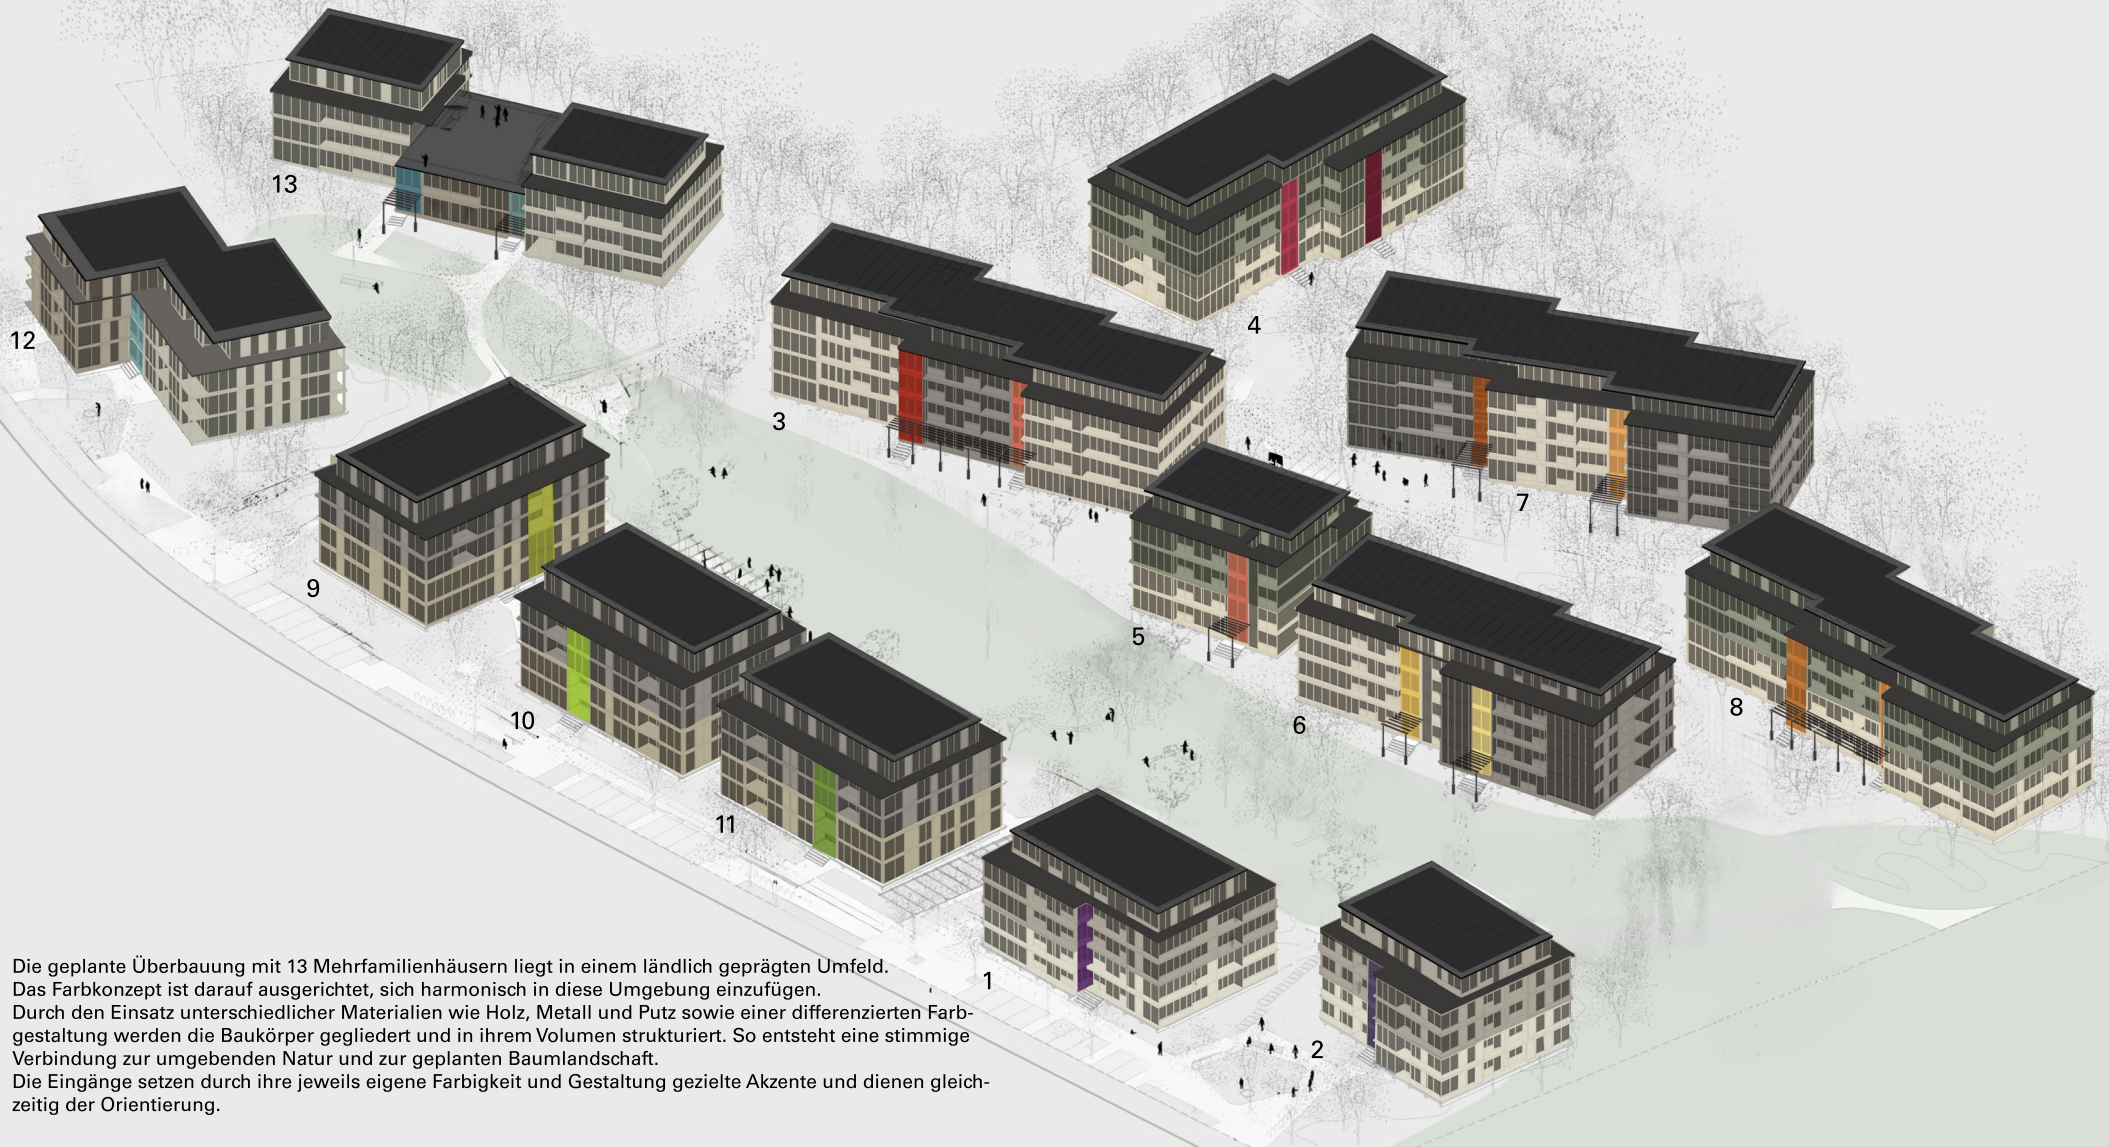 13
12
3
4
7
9
5
10
6
8
11
1
2
Die geplante Überbauung mit 13 Mehrfamilienhäusern liegt in einem ländlich geprägten Umfeld.
Das Farbkonzept ist darauf ausgerichtet, sich harmonisch in diese Umgebung einzufügen.
Durch den Einsatz unterschiedlicher Materialien wie Holz, Metall und Putz sowie einer differenzierten Farb-
gestaltung werden die Baukörper gegliedert und in ihrem Volumen strukturiert. So entsteht eine stimmige
Verbindung zur umgebenden Natur und zur geplanten Baumlandschaft.
Die Eingänge setzen durch ihre jeweils eigene Farbigkeit und Gestaltung gezielte Akzente und dienen gleich-
zeitig der Orientierung.